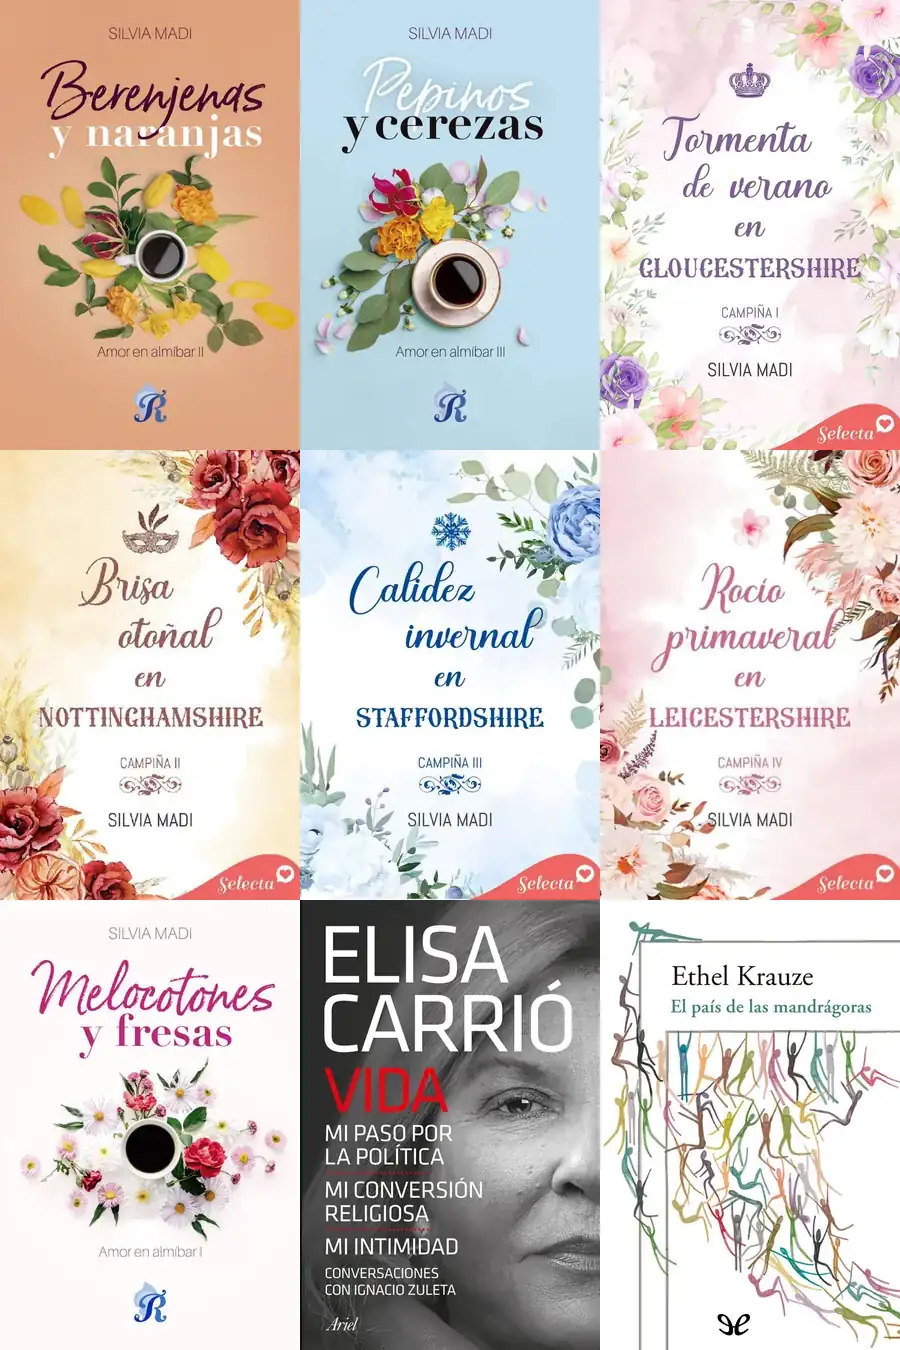 SILVIA MADI
Berenjenas
y naranjas
Amor en almíbar II
R
SILVIA MADI
Pepinos
y cerezas
Amor en almíbar III
R
Tormenta
de verano
en
GLOUCESTERSHIRE
CAMPIÑA I
SILVIA MADI
Selecta
Brisa
otoñal
en
NOTTINGHAMSHIRE
CAMPIÑA II
SILVIA MADI
Selecta
Calidez
invernal
en
STAFFORDSHIRE
CAMPIÑA III
SILVIA MADI
Selecta
Rocío
primaveral
en
LEICESTERSHIRE
CAMPIÑA IV
SILVIA MADI
Selecta
SILVIA MADI
Melocotones
y fresas
Amor en almíbar I
R
ELISA
CARRIÓ
VIDA
MI PASO POR
LA POLÍTICA
MI CONVERSIÓN
RELIGIOSA
MI INTIMIDAD
CONVERSACIONES
CON IGNACIO ZULETA
Ariel
Ethel Krauze
El país de las mandrágoras